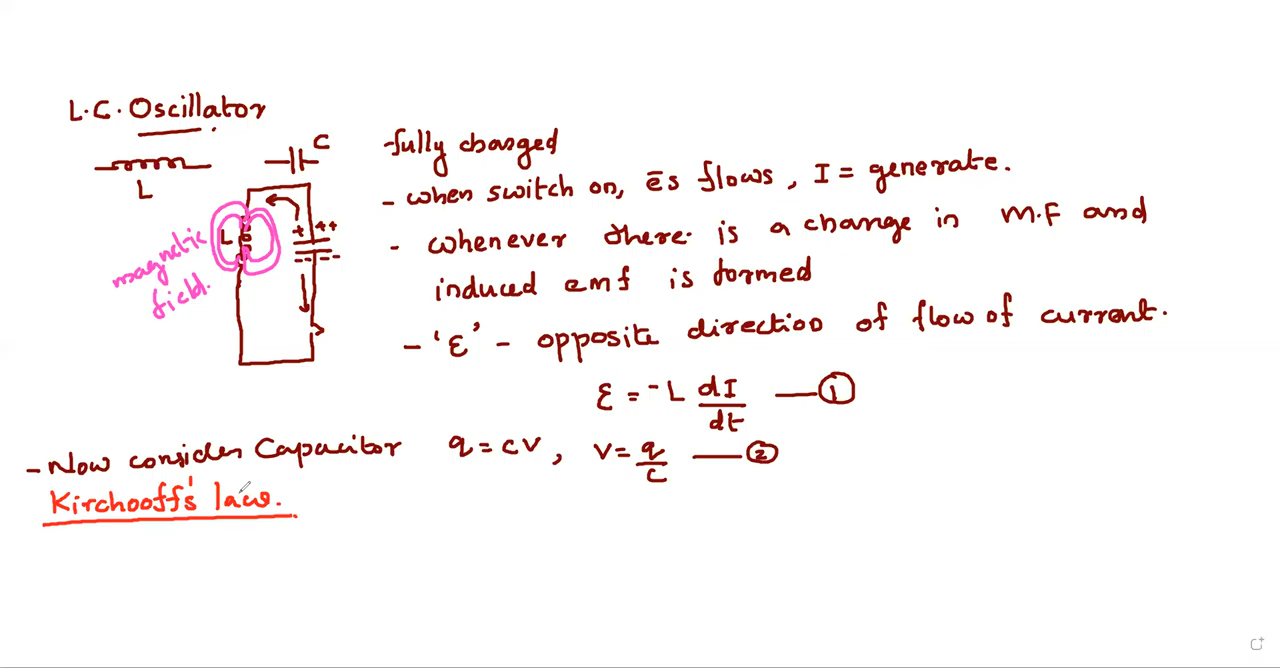 L.C. Oscillator
L
C
L
+ ++
- - - -
magnetic
field.
-fully charged
- when switch on, ēs flows, I = generate.
- whenever there is a change in M.F and
induced emf is formed
- 'ε' - opposite direction of flow of current.
ε = -L dI/dt — ①
- Now consider Capacitor q = cV, V = q/c — ②
Kirchooff's law.